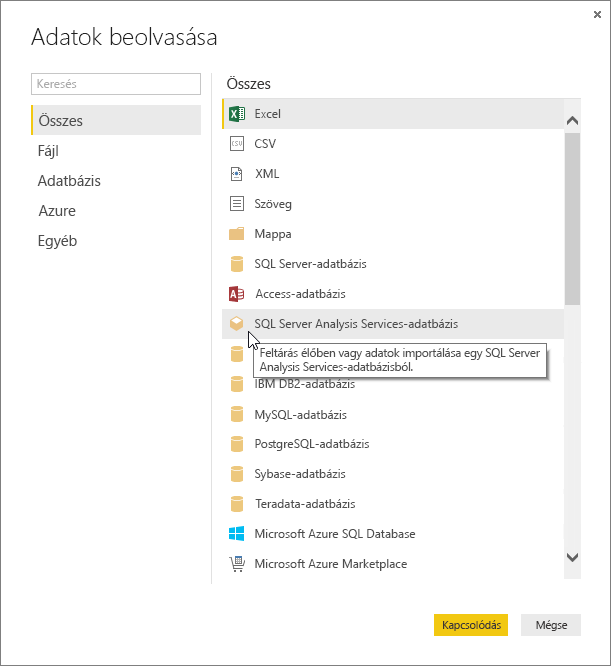 Adatok beolvasása
Keresés
Összes
Fájl
Adatbázis
Azure
Egyéb
Összes
Excel
CSV
XML
Szöveg
Mappa
SQL Server-adatbázis
Access-adatbázis
SQL Server Analysis Services-adatbázis
Feltárás élőben vagy adatok importálása egy SQL Server
Analysis Services-adatbázisból.
IBM DB2-adatbázis
MySQL-adatbázis
PostgreSQL-adatbázis
Sybase-adatbázis
Teradata-adatbázis
Microsoft Azure SQL Database
Microsoft Azure Marketplace
Kapcsolódás
Mégse